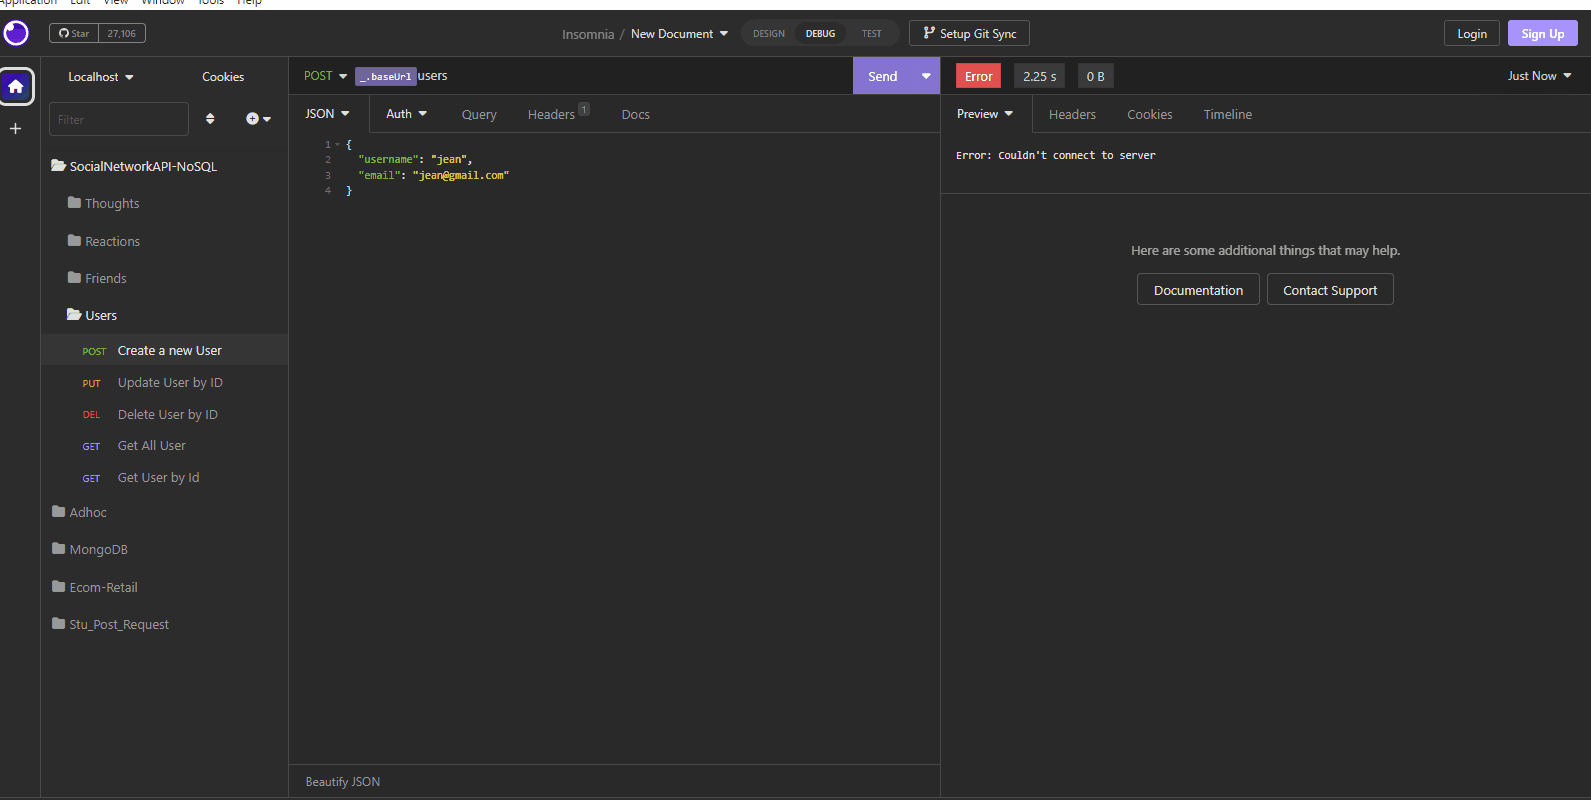 Application Edit View Window Tools Help
Star 27,106
Insomnia / New Document
DESIGN DEBUG TEST
Setup Git Sync
Login Sign Up
Localhost Cookies
POST _.baseUrl users
Send
Error 2.25 s 0 B
Just Now
Filter
JSON Auth Query Headers 1 Docs
Preview Headers Cookies Timeline
1 {
2 "username": "jean",
3 "email": "jean@gmail.com"
4 }
Error: Couldn't connect to server
Here are some additional things that may help.
Documentation Contact Support
SocialNetworkAPI-NoSQL
Thoughts
Reactions
Friends
Users
POST Create a new User
PUT Update User by ID
DEL Delete User by ID
GET Get All User
GET Get User by Id
Adhoc
MongoDB
Ecom-Retail
Stu_Post_Request
Beautify JSON